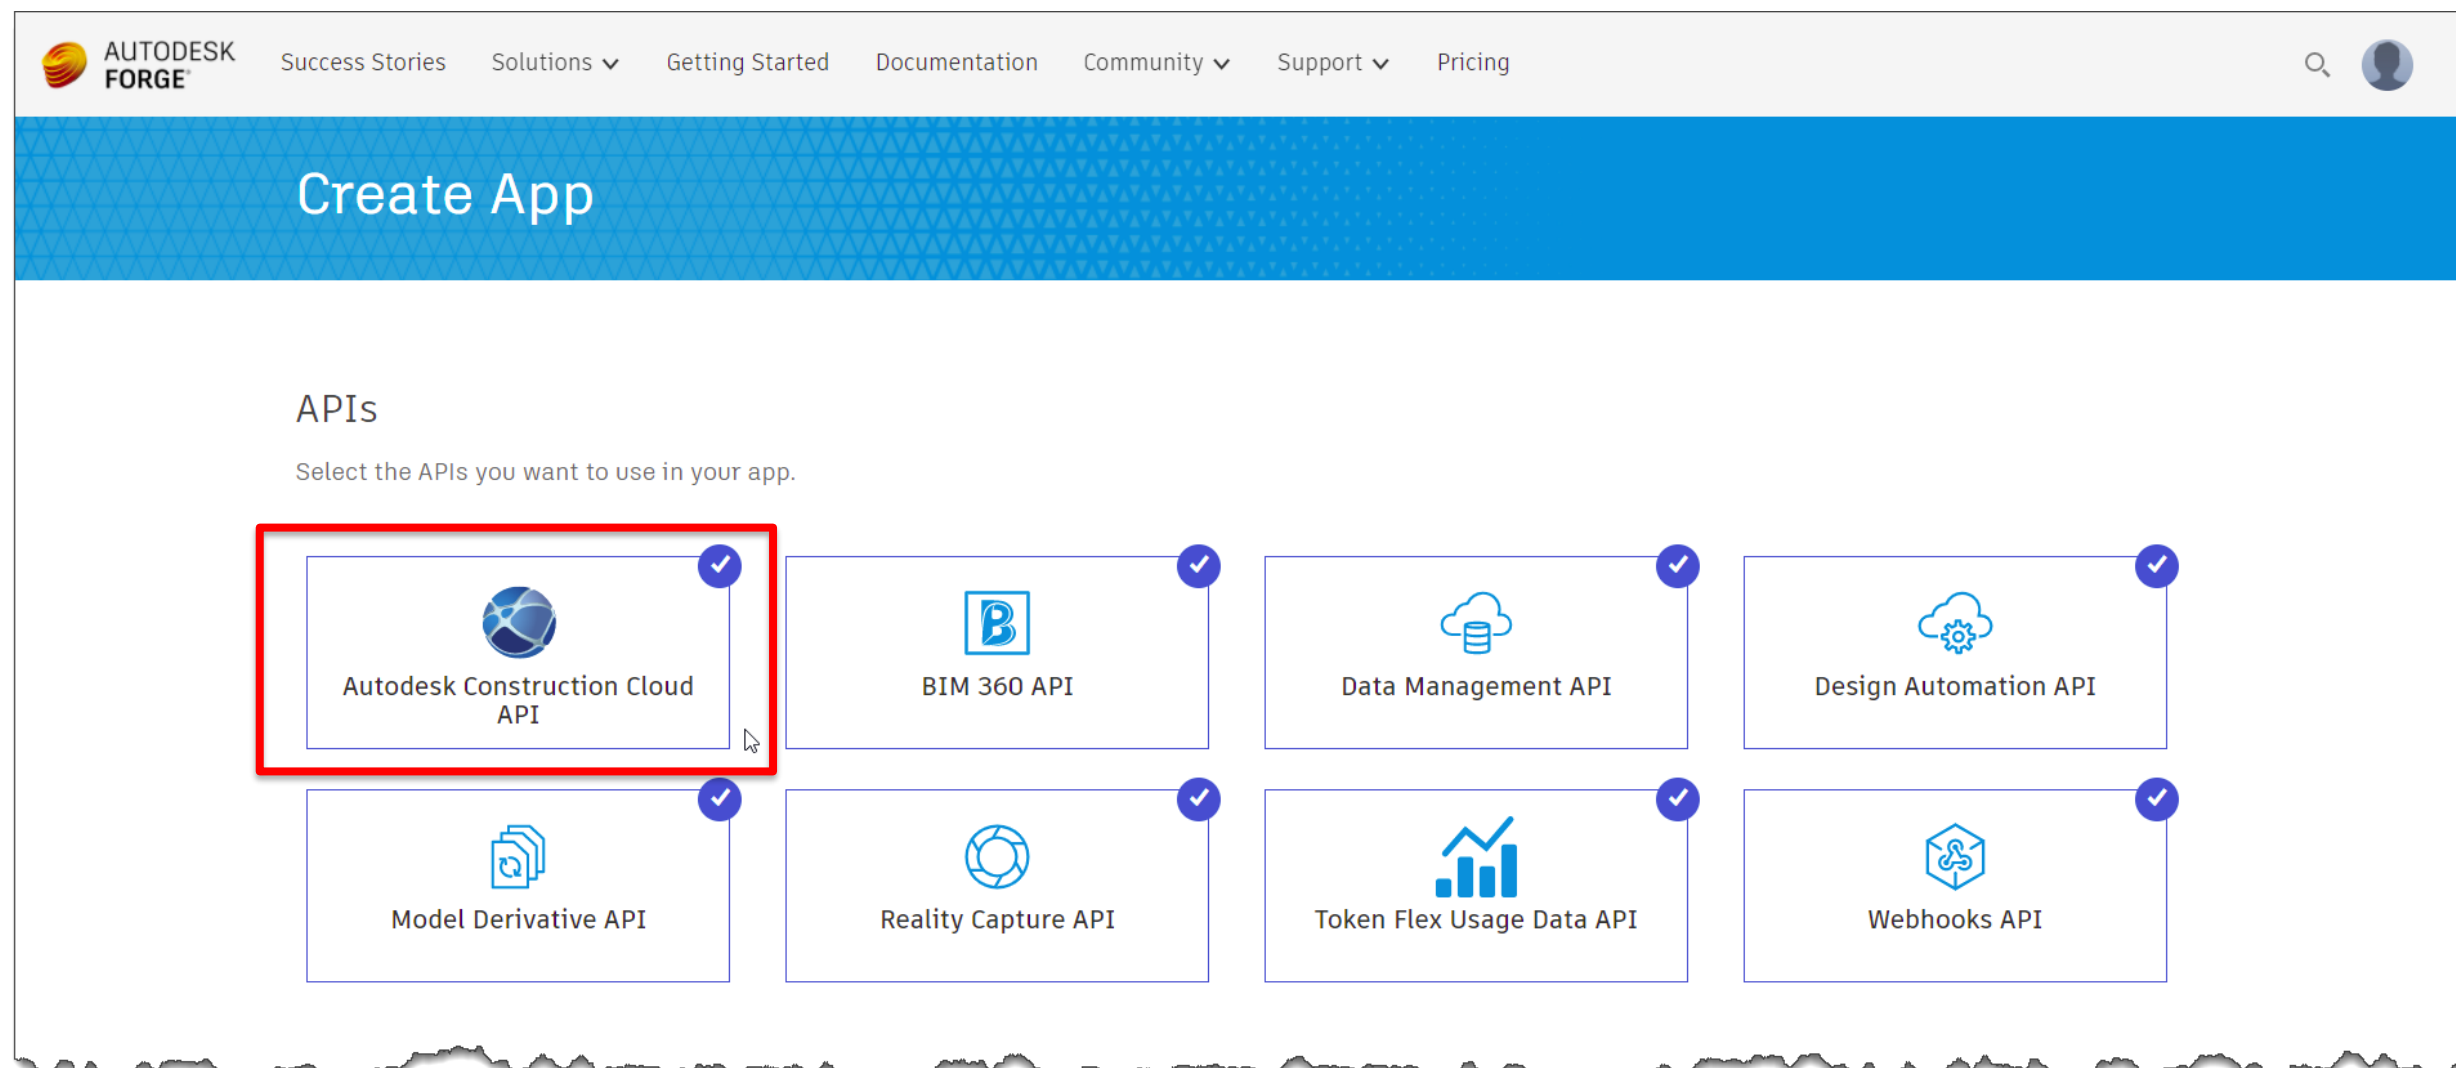 AUTODESK
FORGE®
Success Stories
Solutions
Getting Started
Documentation
Community
Support
Pricing
Create App
APIs
Select the APIs you want to use in your app.
Autodesk Construction Cloud
API
BIM 360 API
Data Management API
Design Automation API
Model Derivative API
Reality Capture API
Token Flex Usage Data API
Webhooks API